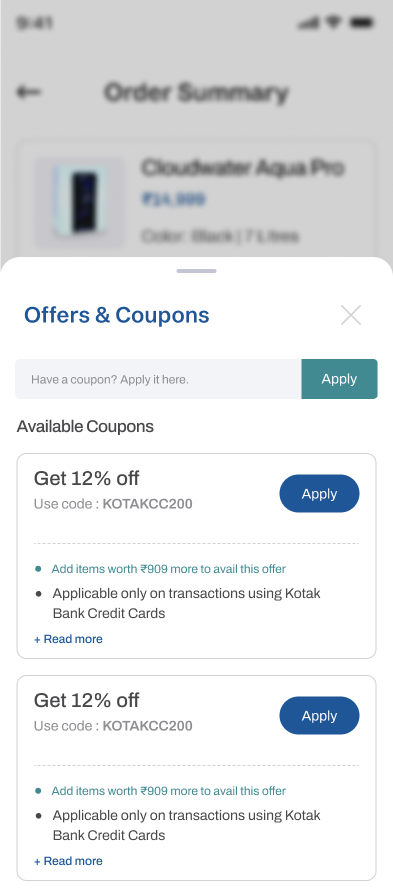 9:41
Order Summary
Cloudwater Aqua Pro
₹14,999
Color: Black | 7 Litres
Offers & Coupons
Have a coupon? Apply it here.
Apply
Available Coupons
Get 12% off
Use code : KOTAKCC200
Apply
Add items worth ₹909 more to avail this offer
Applicable only on transactions using Kotak
Bank Credit Cards
+ Read more
Get 12% off
Use code : KOTAKCC200
Apply
Add items worth ₹909 more to avail this offer
Applicable only on transactions using Kotak
Bank Credit Cards
+ Read more